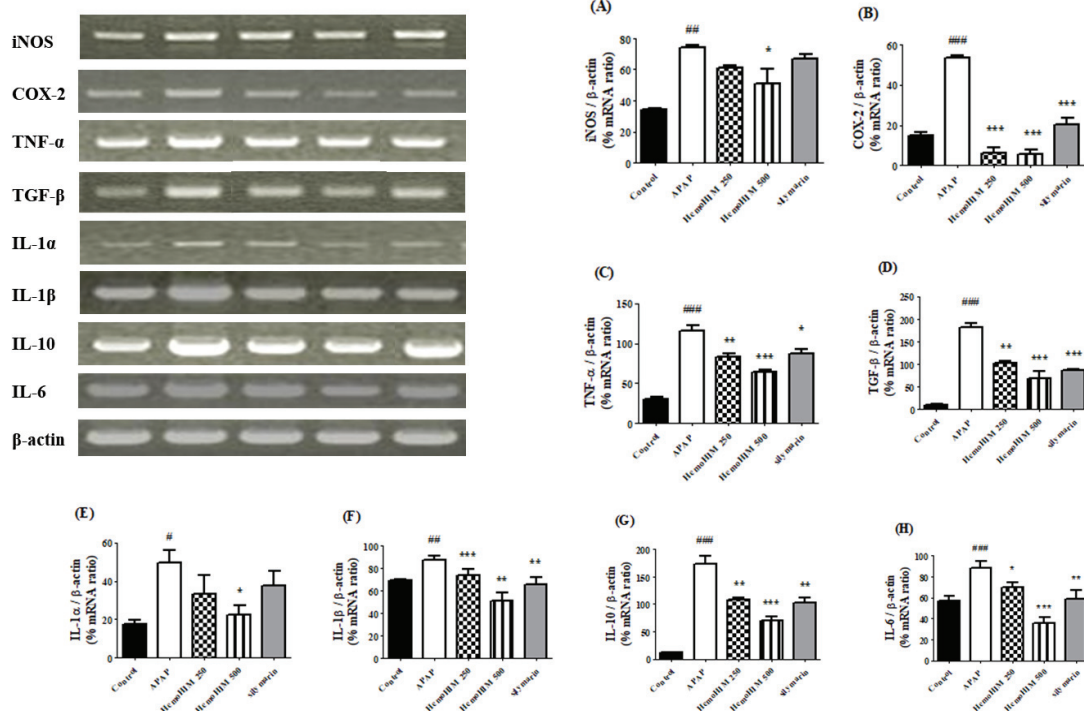 iNOS
COX-2
TNF-α
TGF-β
IL-1α
IL-1β
IL-10
IL-6
β-actin
(A)
iNOS / β-actin
(% mRNA ratio)
80
60
40
20
0
##
*
Control
APAP
HemoHIM 250
HemoHIM 500
silymarin
(B)
COX-2 / β-actin
(% mRNA ratio)
60
40
20
0
###
***
***
***
Control
APAP
HemoHIM 250
HemoHIM 500
silymarin
(C)
TNF-α / β-actin
(% mRNA ratio)
150
100
50
0
###
**
***
*
Control
APAP
HemoHIM 250
HemoHIM 500
silymarin
(D)
TGF-β / β-actin
(% mRNA ratio)
250
200
150
100
50
0
###
**
***
***
Control
APAP
HemoHIM 250
HemoHIM 500
silymarin
(E)
IL-1α / β-actin
(% mRNA ratio)
60
40
20
0
#
*
Control
APAP
HemoHIM 250
HemoHIM 500
silymarin
(F)
IL-1β / β-actin
(% mRNA ratio)
100
80
60
40
20
0
##
***
**
**
Control
APAP
HemoHIM 250
HemoHIM 500
silymarin
(G)
IL-10 / β-actin
(% mRNA ratio)
200
150
100
50
0
###
**
***
**
Control
APAP
HemoHIM 250
HemoHIM 500
silymarin
(H)
IL-6 / β-actin
(% mRNA ratio)
100
80
60
40
20
0
###
*
***
**
Control
APAP
HemoHIM 250
HemoHIM 500
silymarin